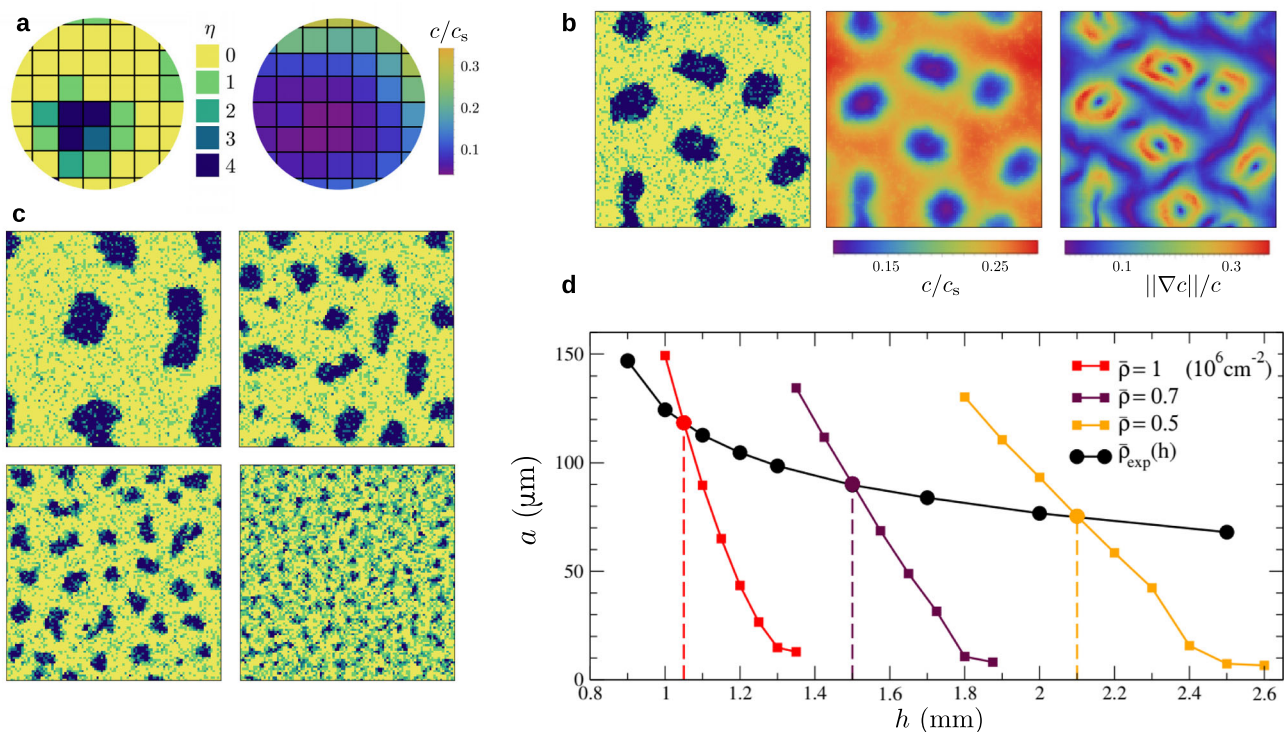 a
η
0
1
2
3
4
c/cₛ
0.3
0.2
0.1
b
0.15
0.25
c/cₛ
0.1
0.3
||∇c||/c
c
d
150
100
50
0
a (μm)
0.8
1
1.2
1.4
1.6
1.8
2
2.2
2.4
2.6
h (mm)
ρ̄ = 1 (10⁶cm⁻²)
ρ̄ = 0.7
ρ̄ = 0.5
ρ̄ₑₓₚ(h)